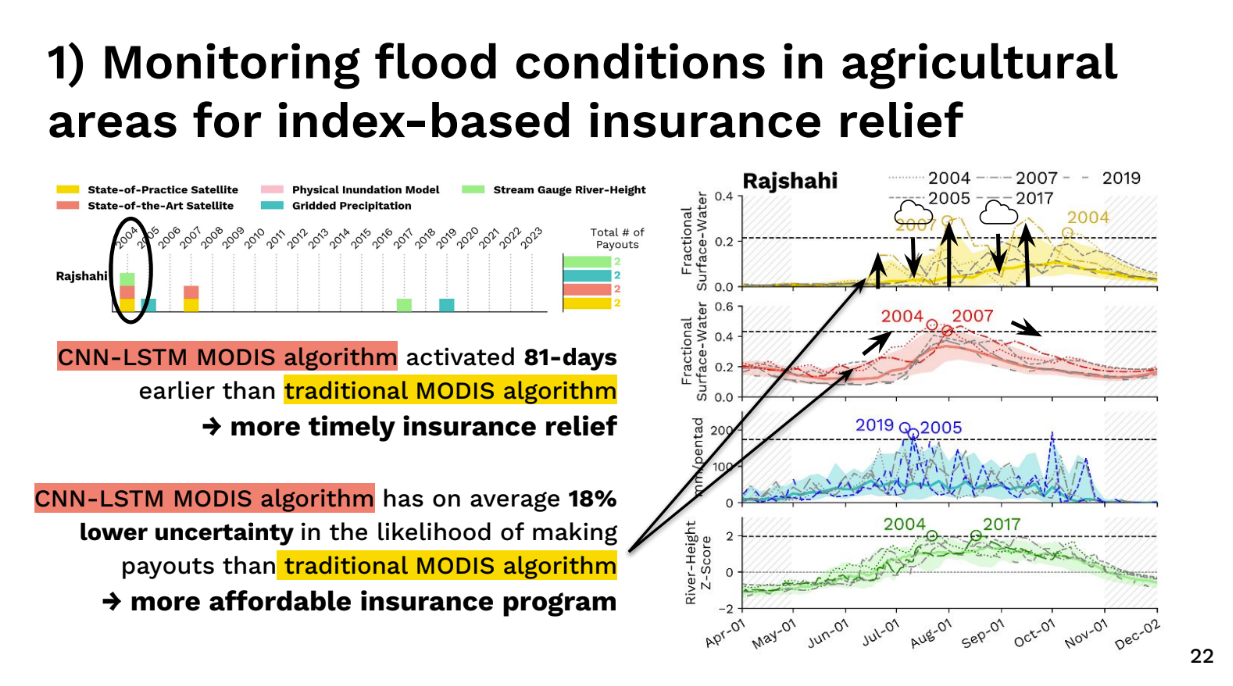 1) Monitoring flood conditions in agricultural
areas for index-based insurance relief
State-of-Practice Satellite
Physical Inundation Model
Stream Gauge River-Height
State-of-the-Art Satellite
Gridded Precipitation
2004 2005 2006 2007 2008 2009 2010 2011 2012 2013 2014 2015 2016 2017 2018 2019 2020 2021 2022 2023
Total # of
Payouts
Rajshahi
2
2
2
2
CNN-LSTM MODIS algorithm activated 81-days
earlier than traditional MODIS algorithm
→ more timely insurance relief
CNN-LSTM MODIS algorithm has on average 18%
lower uncertainty in the likelihood of making
payouts than traditional MODIS algorithm
→ more affordable insurance program
Rajshahi
2004 2007 2019
2005 2017
Fractional
Surface-Water
0.4
0.2
0.0
2007
2004
Fractional
Surface-Water
0.6
0.4
0.2
0.0
2004 2007
mm/pentad
200
100
0
2019 2005
River-Height
Z-Score
2
0
−2
2004 2017
Apr-01 May-01 Jun-01 Jul-01 Aug-01 Sep-01 Oct-01 Nov-01 Dec-02
22